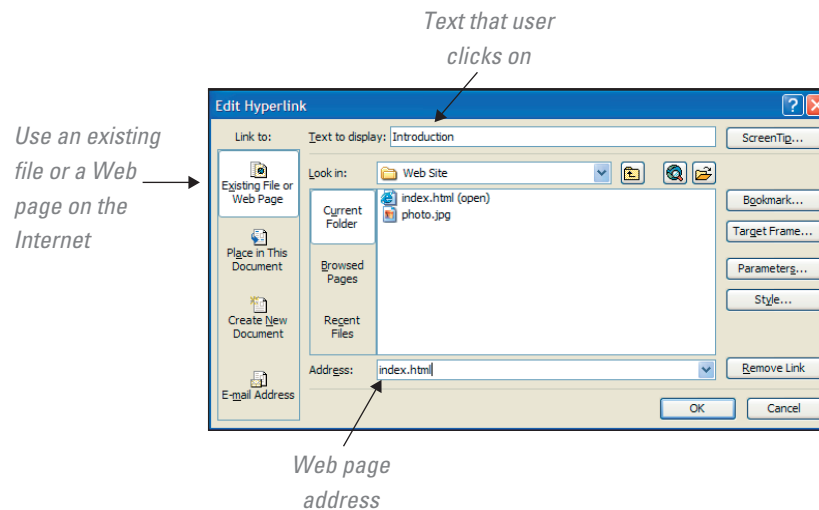 Text that user
clicks on
Use an existing
file or a Web
page on the
Internet
Edit Hyperlink
Link to:
Text to display: Introduction
ScreenTip...
Existing File or
Web Page
Look in: Web Site
Current
Folder
index.html (open)
photo.jpg
Bookmark...
Target Frame...
Place in This
Document
Browsed
Pages
Parameters...
Style...
Create New
Document
Recent
Files
E-mail Address
Address: index.html
Remove Link
OK
Cancel
Web page
address